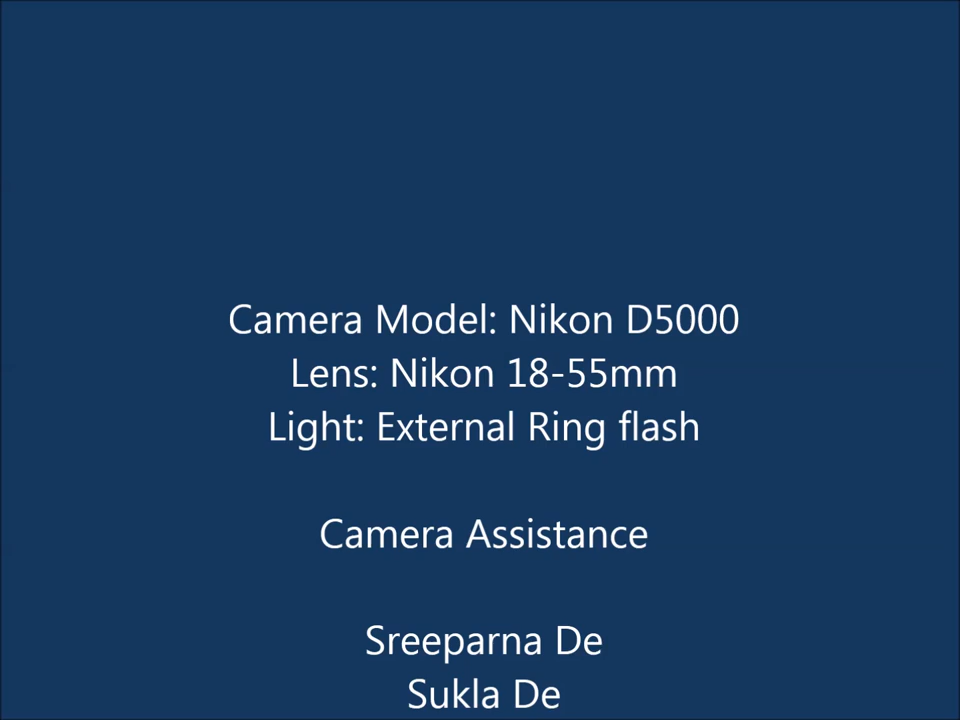 Camera Model: Nikon D5000
Lens: Nikon 18-55mm
Light: External Ring flash
Camera Assistance
Sreeparna De
Sukla De